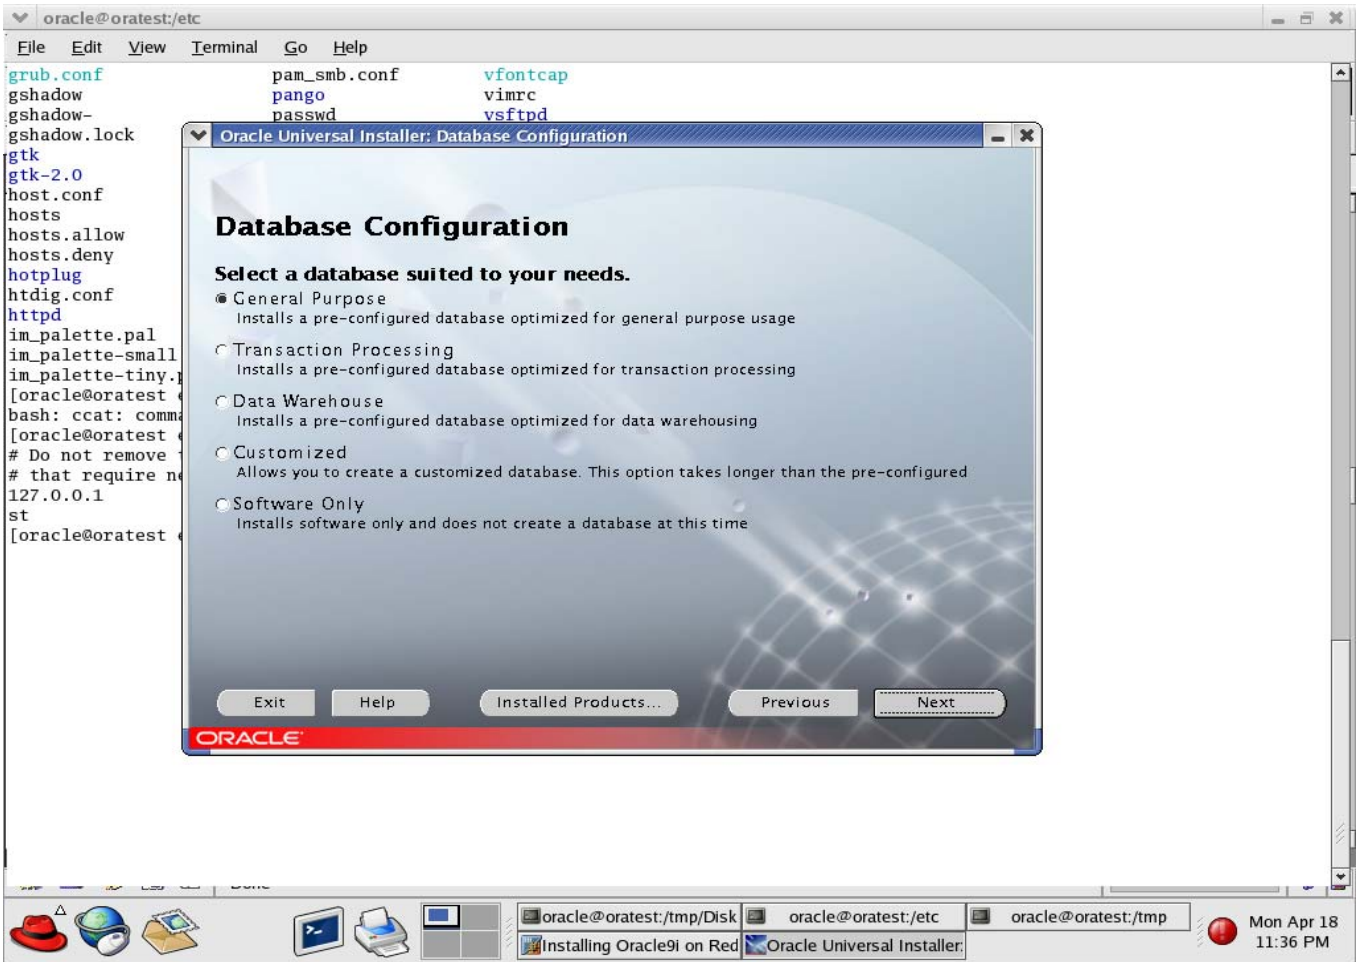 oracle@oratest:/etc
File Edit View Terminal Go Help
grub.conf pam_smb.conf vfontcap
gshadow pango vimrc
gshadow- passwd vsftpd
gshadow.lock
gtk
gtk-2.0
host.conf
hosts
hosts.allow
hosts.deny
hotplug
htdig.conf
httpd
im_palette.pal
im_palette-small
im_palette-tiny.
[oracle@oratest
bash: ccat: comma
[oracle@oratest
# Do not remove
# that require ne
127.0.0.1
st
[oracle@oratest
Oracle Universal Installer: Database Configuration
Database Configuration
Select a database suited to your needs.
General Purpose
Installs a pre-configured database optimized for general purpose usage
Transaction Processing
Installs a pre-configured database optimized for transaction processing
Data Warehouse
Installs a pre-configured database optimized for data warehousing
Customized
Allows you to create a customized database. This option takes longer than the pre-configured
Software Only
Installs software only and does not create a database at this time
Exit Help Installed Products... Previous Next
ORACLE
oracle@oratest:/tmp/Disk oracle@oratest:/etc oracle@oratest:/tmp
Installing Oracle9i on Red Oracle Universal Installer:
Mon Apr 18
11:36 PM